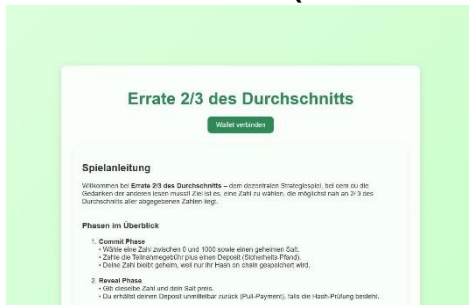 Errate 2/3 des Durchschnitts
Wallet verbinden
Spielanleitung
Willkommen bei Errate 2/3 des Durchschnitts – dem dezentralen Strategiespiel, bei dem du die
Gedanken der anderen lesen musst! Ziel ist es, eine Zahl zu wählen, die möglichst nah an 2/3 des
Durchschnitts aller abgegebenen Zahlen liegt.
Phasen im Überblick
1. Commit Phase
• Wähle eine Zahl zwischen 0 und 1000 sowie einen geheimen Salt.
• Zahle die Teilnahmegebühr plus einen Deposit (Sicherheits-Pfand).
• Deine Zahl bleibt geheim, weil nur ihr Hash on chain gespeichert wird.
2. Reveal Phase
• Gib dieselbe Zahl und dein Salt preis.
• Du erhältst deinen Deposit unmittelbar zurück (Pull-Payment), falls die Hash-Prüfung besteht.